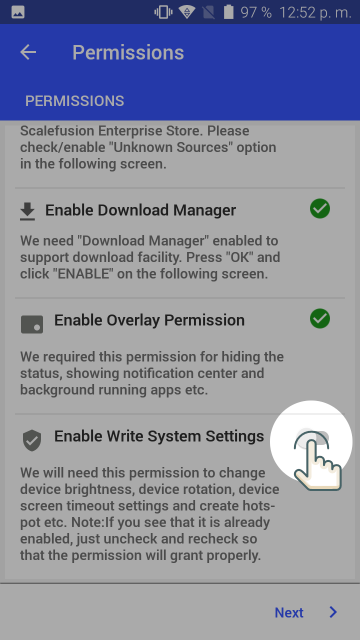 97 % 12:52 p. m.
Permissions
PERMISSIONS
Scalefusion Enterprise Store. Please
check/enable "Unknown Sources" option
in the following screen.
Enable Download Manager
We need "Download Manager" enabled to
support download facility. Press "OK" and
click "ENABLE" on the following screen.
Enable Overlay Permission
We required this permission for hiding the
status, showing notification center and
background running apps etc.
Enable Write System Settings
We will need this permission to change
device brightness, device rotation, device
screen timeout settings and create hots-
pot etc. Note:If you see that it is already
enabled, just uncheck and recheck so
that the permission will grant properly.
Next